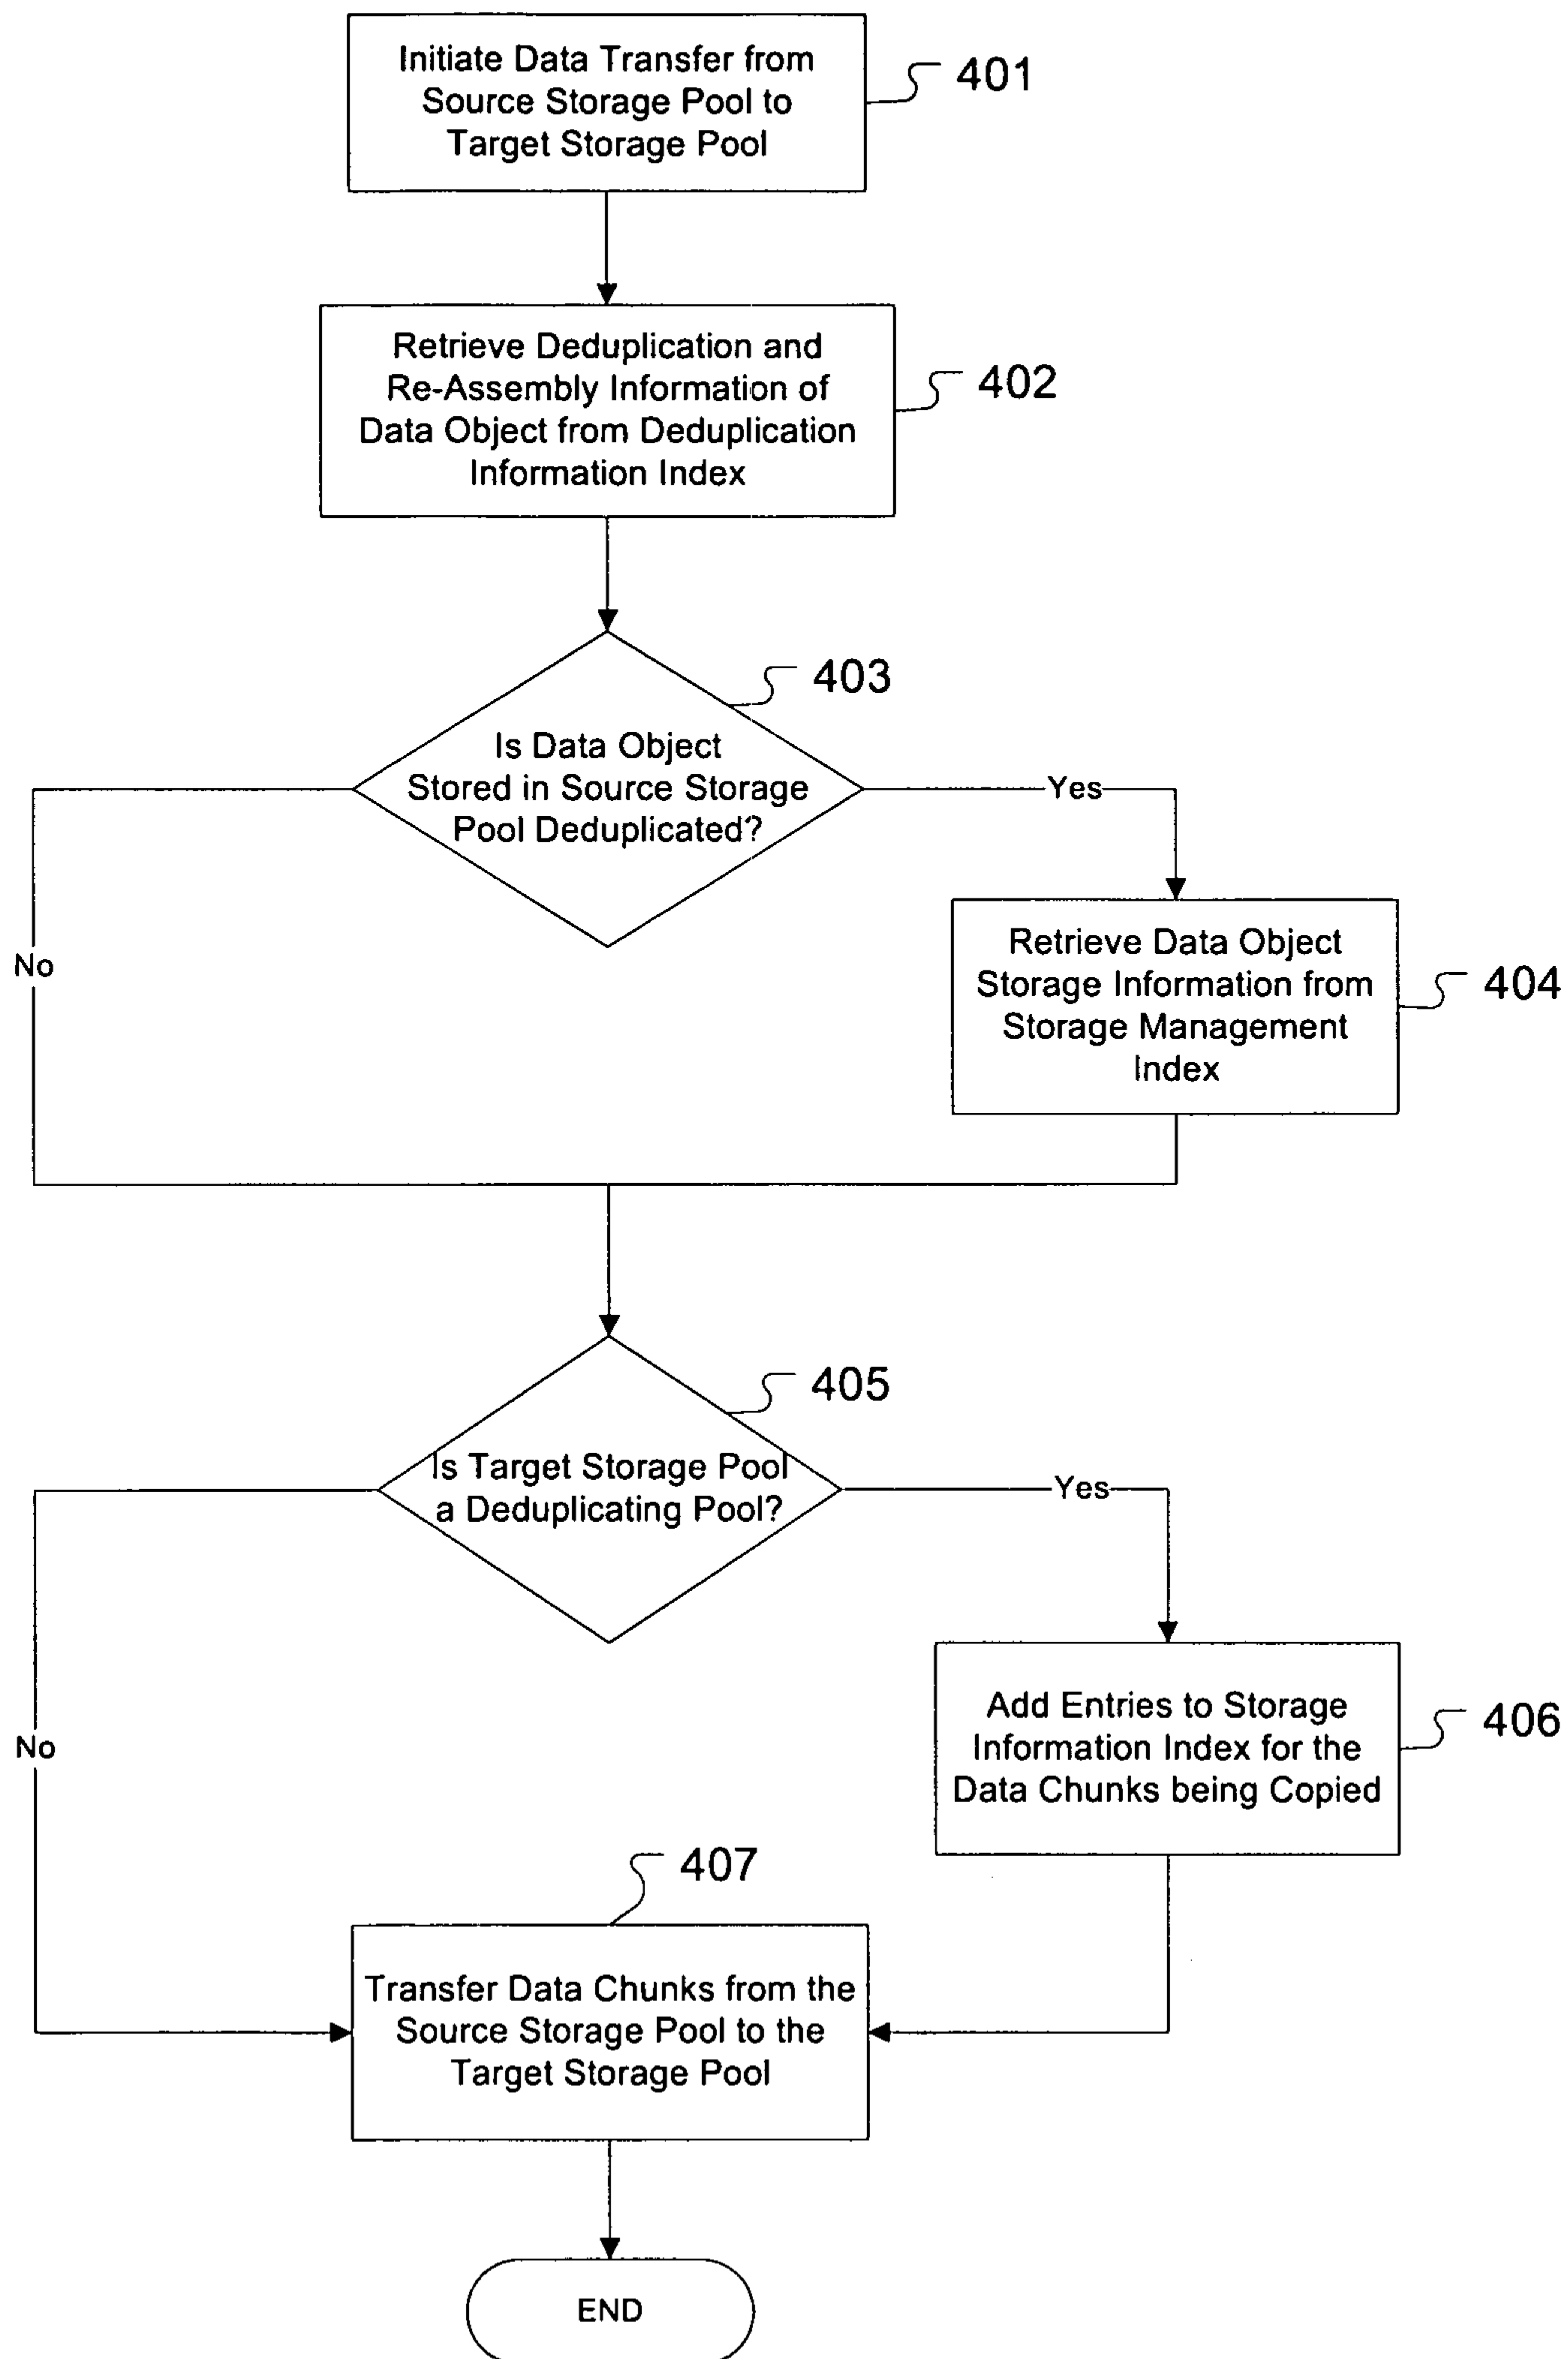 Initiate Data Transfer from
Source Storage Pool to
Target Storage Pool
401
Retrieve Deduplication and
Re-Assembly Information of
Data Object from Deduplication
Information Index
402
403
Is Data Object
Stored in Source Storage
Pool Deduplicated?
Yes
No
Retrieve Data Object
Storage Information from
Storage Management
Index
404
405
Is Target Storage Pool
a Deduplicating Pool?
Yes
No
Add Entries to Storage
Information Index for the
Data Chunks being Copied
406
407
Transfer Data Chunks from the
Source Storage Pool to the
Target Storage Pool
END